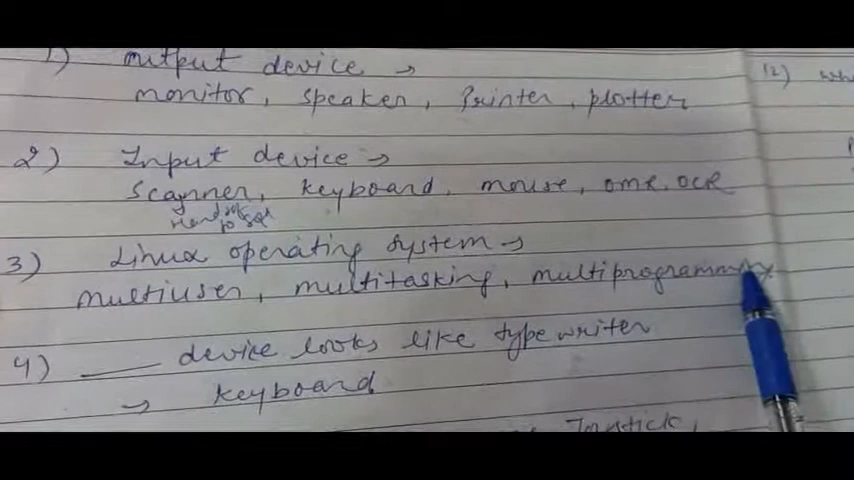 1) output device →
monitor, speaker, Printer, plotter
2) Input device →
Scanner, keyboard, mouse, OMR, OCR
3) Linux operating system →
multiuser, multitasking, multiprogramming
4) ____ device looks like typewriter
→ keyboard
Joystick,
12)